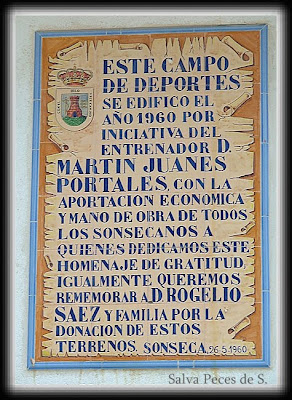 ESTE CAMPO
DE DEPORTES
SE EDIFICO EL
AÑO 1960 POR
INICIATIVA DEL
ENTRENADOR D.
MARTIN JUANES
PORTALES, CON LA
APORTACION ECONOMICA
Y MANO DE OBRA DE TODOS
LOS SONSECANOS A
QUIENES DEDICAMOS ESTE
HOMENAJE DE GRATITUD.
IGUALMENTE QUEREMOS
REMEMORAR A D. ROGELIO
SAEZ Y FAMILIA POR LA
DONACION DE ESTOS
TERRENOS. SONSECA, 26-5-1960
Salva Peces de S.